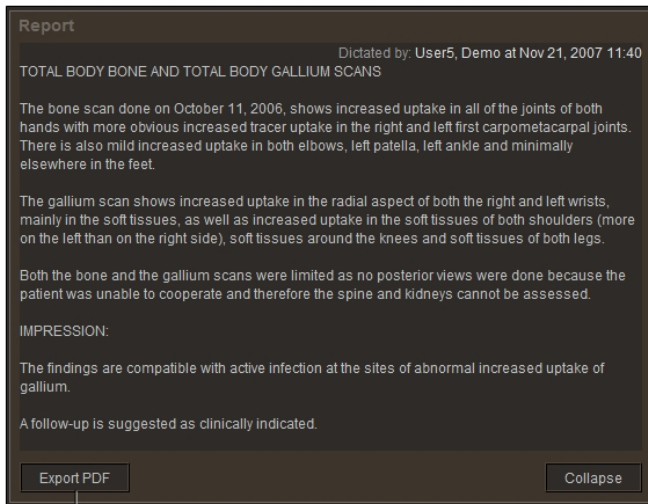 Report
Dictated by: User5, Demo at Nov 21, 2007 11:40
TOTAL BODY BONE AND TOTAL BODY GALLIUM SCANS
The bone scan done on October 11, 2006, shows increased uptake in all of the joints of both
hands with more obvious increased tracer uptake in the right and left first carpometacarpal joints.
There is also mild increased uptake in both elbows, left patella, left ankle and minimally
elsewhere in the feet.
The gallium scan shows increased uptake in the radial aspect of both the right and left wrists,
mainly in the soft tissues, as well as increased uptake in the soft tissues of both shoulders (more
on the left than on the right side), soft tissues around the knees and soft tissues of both legs.
Both the bone and the gallium scans were limited as no posterior views were done because the
patient was unable to cooperate and therefore the spine and kidneys cannot be assessed.
IMPRESSION:
The findings are compatible with active infection at the sites of abnormal increased uptake of
gallium.
A follow-up is suggested as clinically indicated.
Export PDF
Collapse